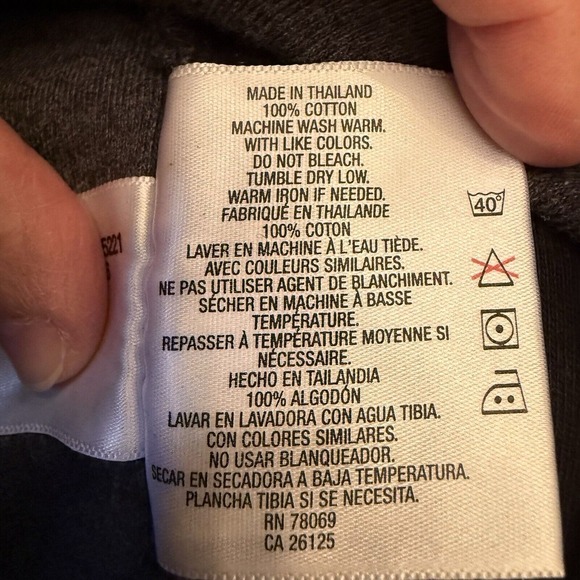 MADE IN THAILAND
100% COTTON
MACHINE WASH WARM.
WITH LIKE COLORS.
DO NOT BLEACH.
TUMBLE DRY LOW.
WARM IRON IF NEEDED.
FABRIQUÉ EN THAILANDE
100% COTON
LAVER EN MACHINE À L'EAU TIÈDE.
AVEC COULEURS SIMILAIRES.
NE PAS UTILISER AGENT DE BLANCHIMENT.
SÉCHER EN MACHINE À BASSE
TEMPÉRATURE.
REPASSER À TEMPÉRATURE MOYENNE SI
NÉCESSAIRE.
HECHO EN TAILANDIA
100% ALGODÓN
LAVAR EN LAVADORA CON AGUA TIBIA.
CON COLORES SIMILARES.
NO USAR BLANQUEADOR.
SECAR EN SECADORA A BAJA TEMPERATURA.
PLANCHA TIBIA SI SE NECESITA.
RN 78069
CA 26125
40°